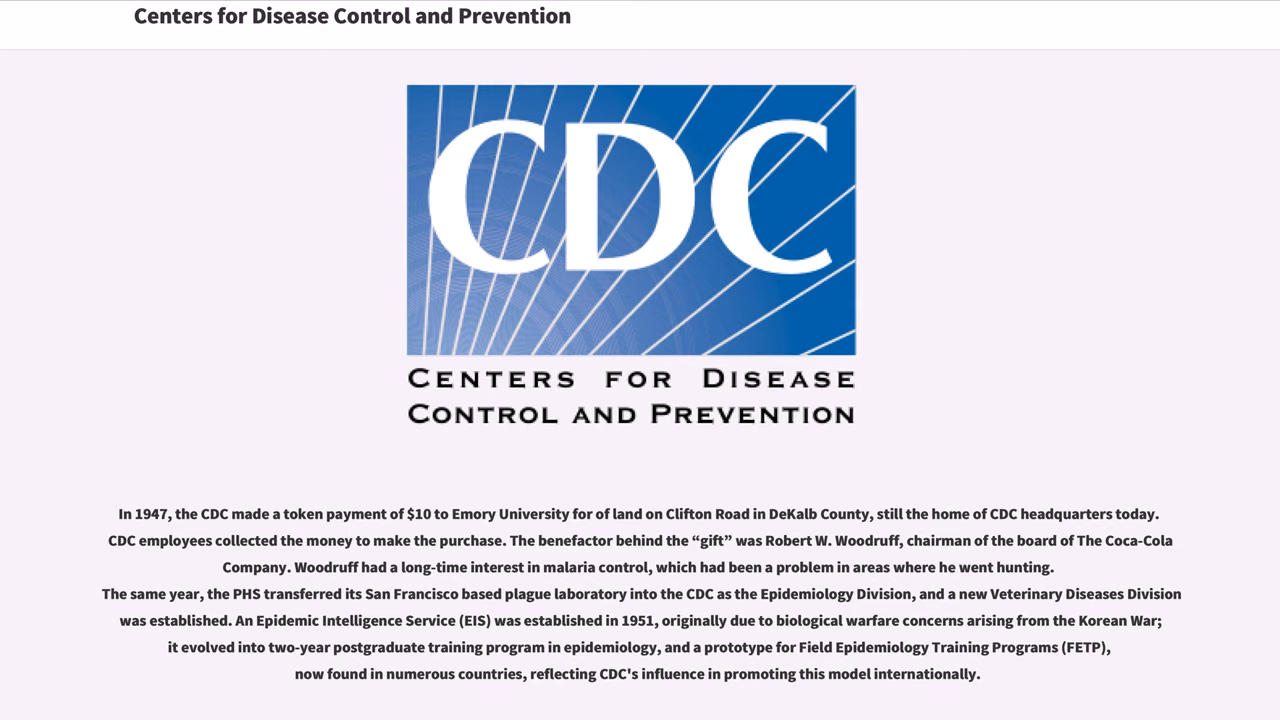 Centers for Disease Control and Prevention
CDC
CENTERS FOR DISEASE
CONTROL AND PREVENTION
In 1947, the CDC made a token payment of $10 to Emory University for of land on Clifton Road in DeKalb County, still the home of CDC headquarters today.
CDC employees collected the money to make the purchase. The benefactor behind the “gift” was Robert W. Woodruff, chairman of the board of The Coca-Cola
Company. Woodruff had a long-time interest in malaria control, which had been a problem in areas where he went hunting.
The same year, the PHS transferred its San Francisco based plague laboratory into the CDC as the Epidemiology Division, and a new Veterinary Diseases Division
was established. An Epidemic Intelligence Service (EIS) was established in 1951, originally due to biological warfare concerns arising from the Korean War;
it evolved into two-year postgraduate training program in epidemiology, and a prototype for Field Epidemiology Training Programs (FETP),
now found in numerous countries, reflecting CDC's influence in promoting this model internationally.